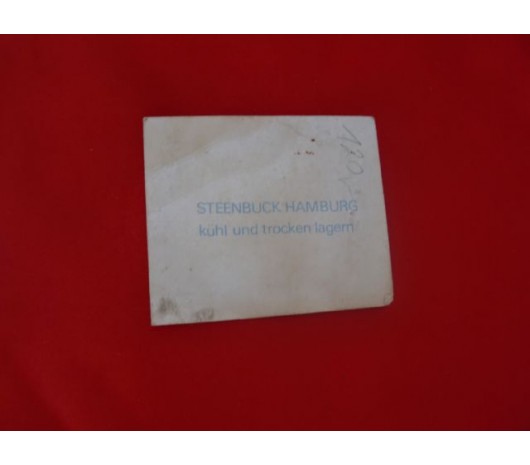 STEENBUCK HAMBURG
kühl und trocken lagern